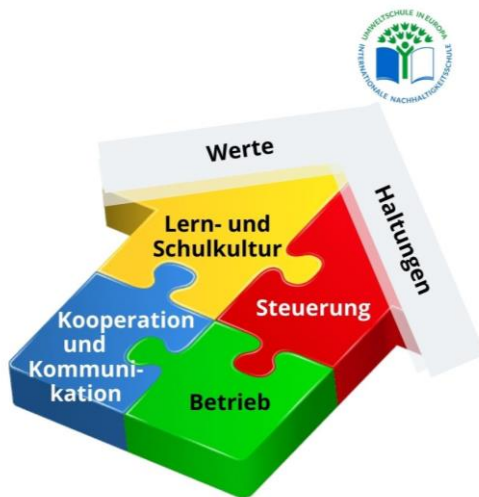 UMWELTSCHULE IN EUROPA
INTERNATIONALE NACHHALTIGKEITSSCHULE
Werte
Haltungen
Lern- und
Schulkultur
Steuerung
Kooperation
und
Kommuni-
kation
Betrieb